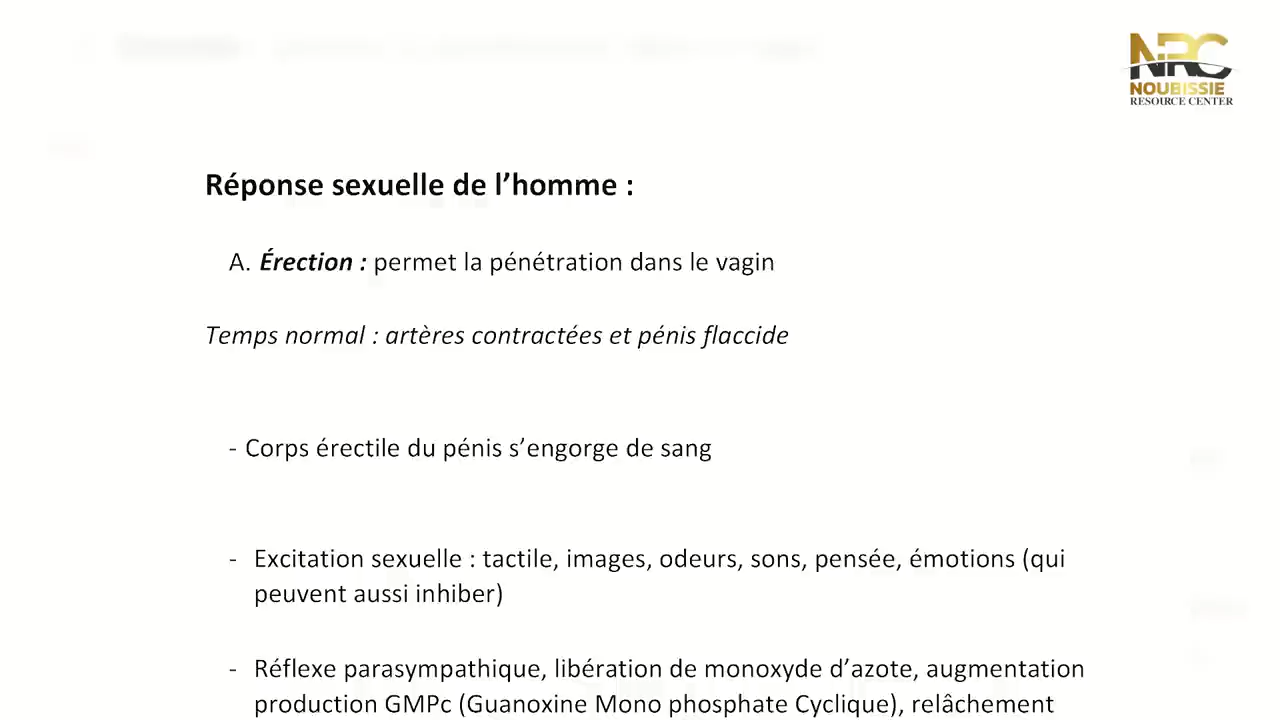 NRC
NOUBISSIE
RESOURCE CENTER
Réponse sexuelle de l’homme :
A. Érection : permet la pénétration dans le vagin
Temps normal : artères contractées et pénis flaccide
- Corps érectile du pénis s’engorge de sang
- Excitation sexuelle : tactile, images, odeurs, sons, pensée, émotions (qui
peuvent aussi inhiber)
- Réflexe parasympathique, libération de monoxyde d’azote, augmentation
production GMPc (Guanoxine Mono phosphate Cyclique), relâchement